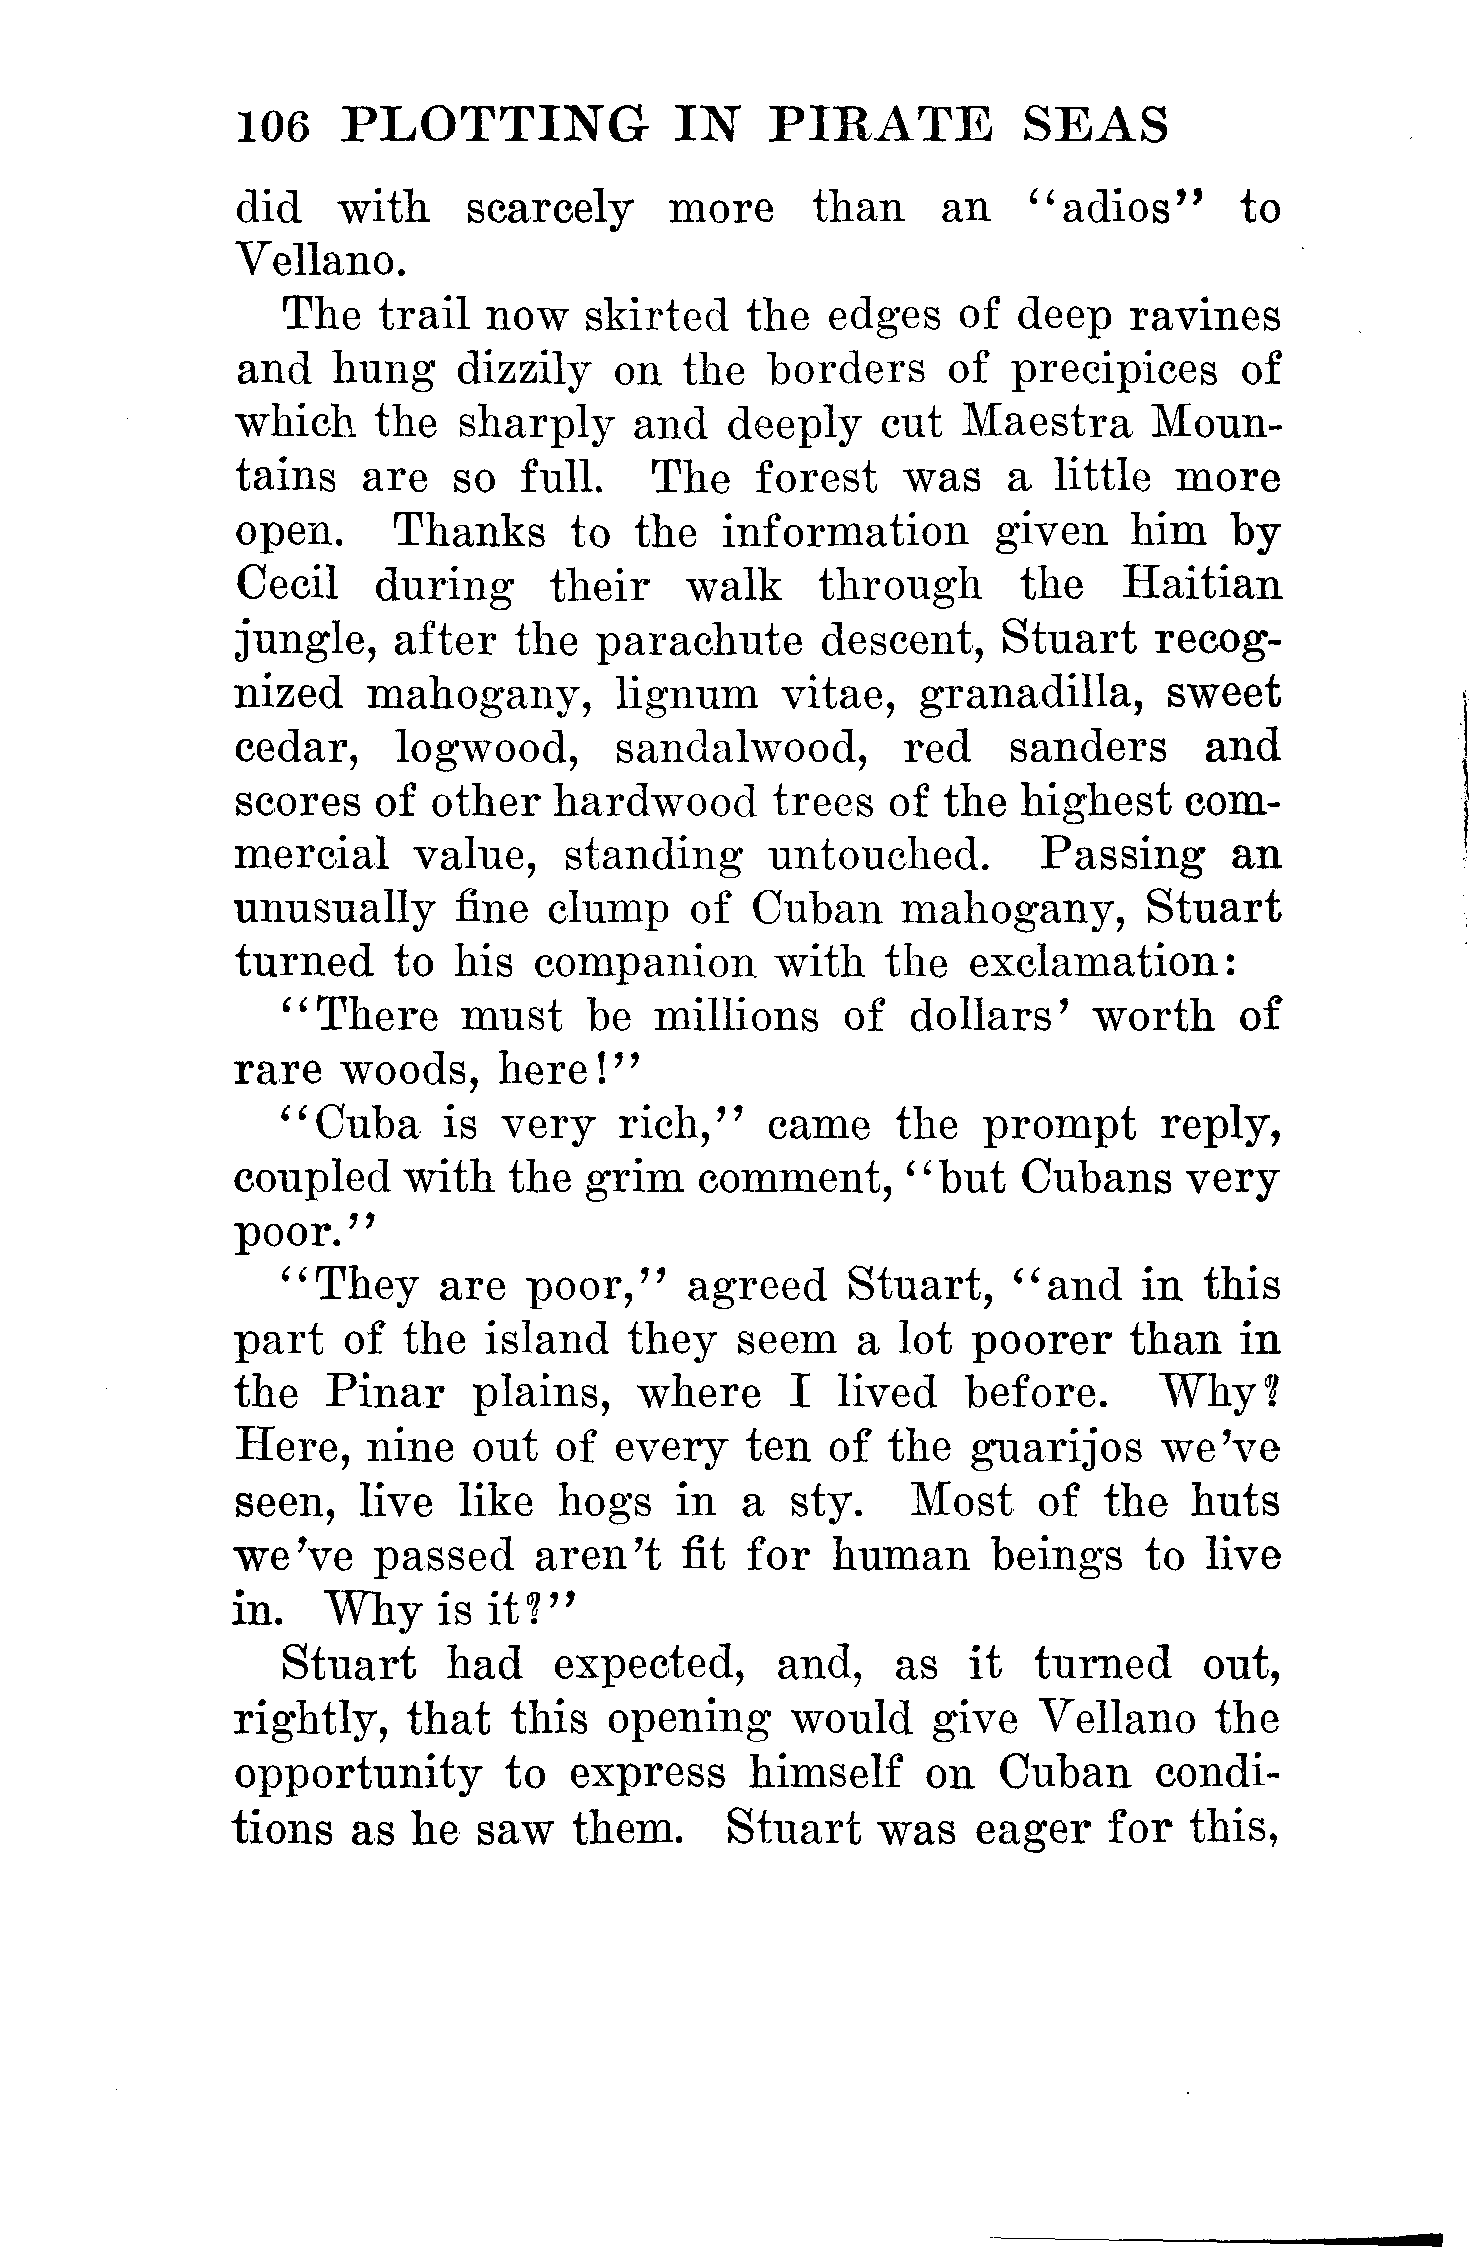 106 PLOTTING IN PIRATE SEAS
did with scarcely more than an "adios" to
Vellano.
The trail now skirted the edges of deep ravines
and hung dizzily on the borders of precipices of
which the sharply and deeply cut Maestra Moun-
tains are so full. The forest was a little more
open. Thanks to the information given him by
Cecil during their walk through the Haitian
jungle, after the parachute descent, Stuart recog-
nized mahogany, lignum vitae, granadilla, sweet
cedar, logwood, sandalwood, red sanders and
scores of other hardwood trees of the highest com-
mercial value, standing untouched. Passing an
unusually fine clump of Cuban mahogany, Stuart
turned to his companion with the exclamation:
"There must be millions of dollars' worth of
rare woods, here!"
"Cuba is very rich," came the prompt reply,
coupled with the grim comment, "but Cubans very
poor."
"They are poor," agreed Stuart, "and in this
part of the island they seem a lot poorer than in
the Pinar plains, where I lived before. Why?
Here, nine out of every ten of the guarijos we've
seen, live like hogs in a sty. Most of the huts
we've passed aren't fit for human beings to live
in. Why is it?"
Stuart had expected, and, as it turned out,
rightly, that this opening would give Vellano the
opportunity to express himself on Cuban condi-
tions as he saw them. Stuart was eager for this,